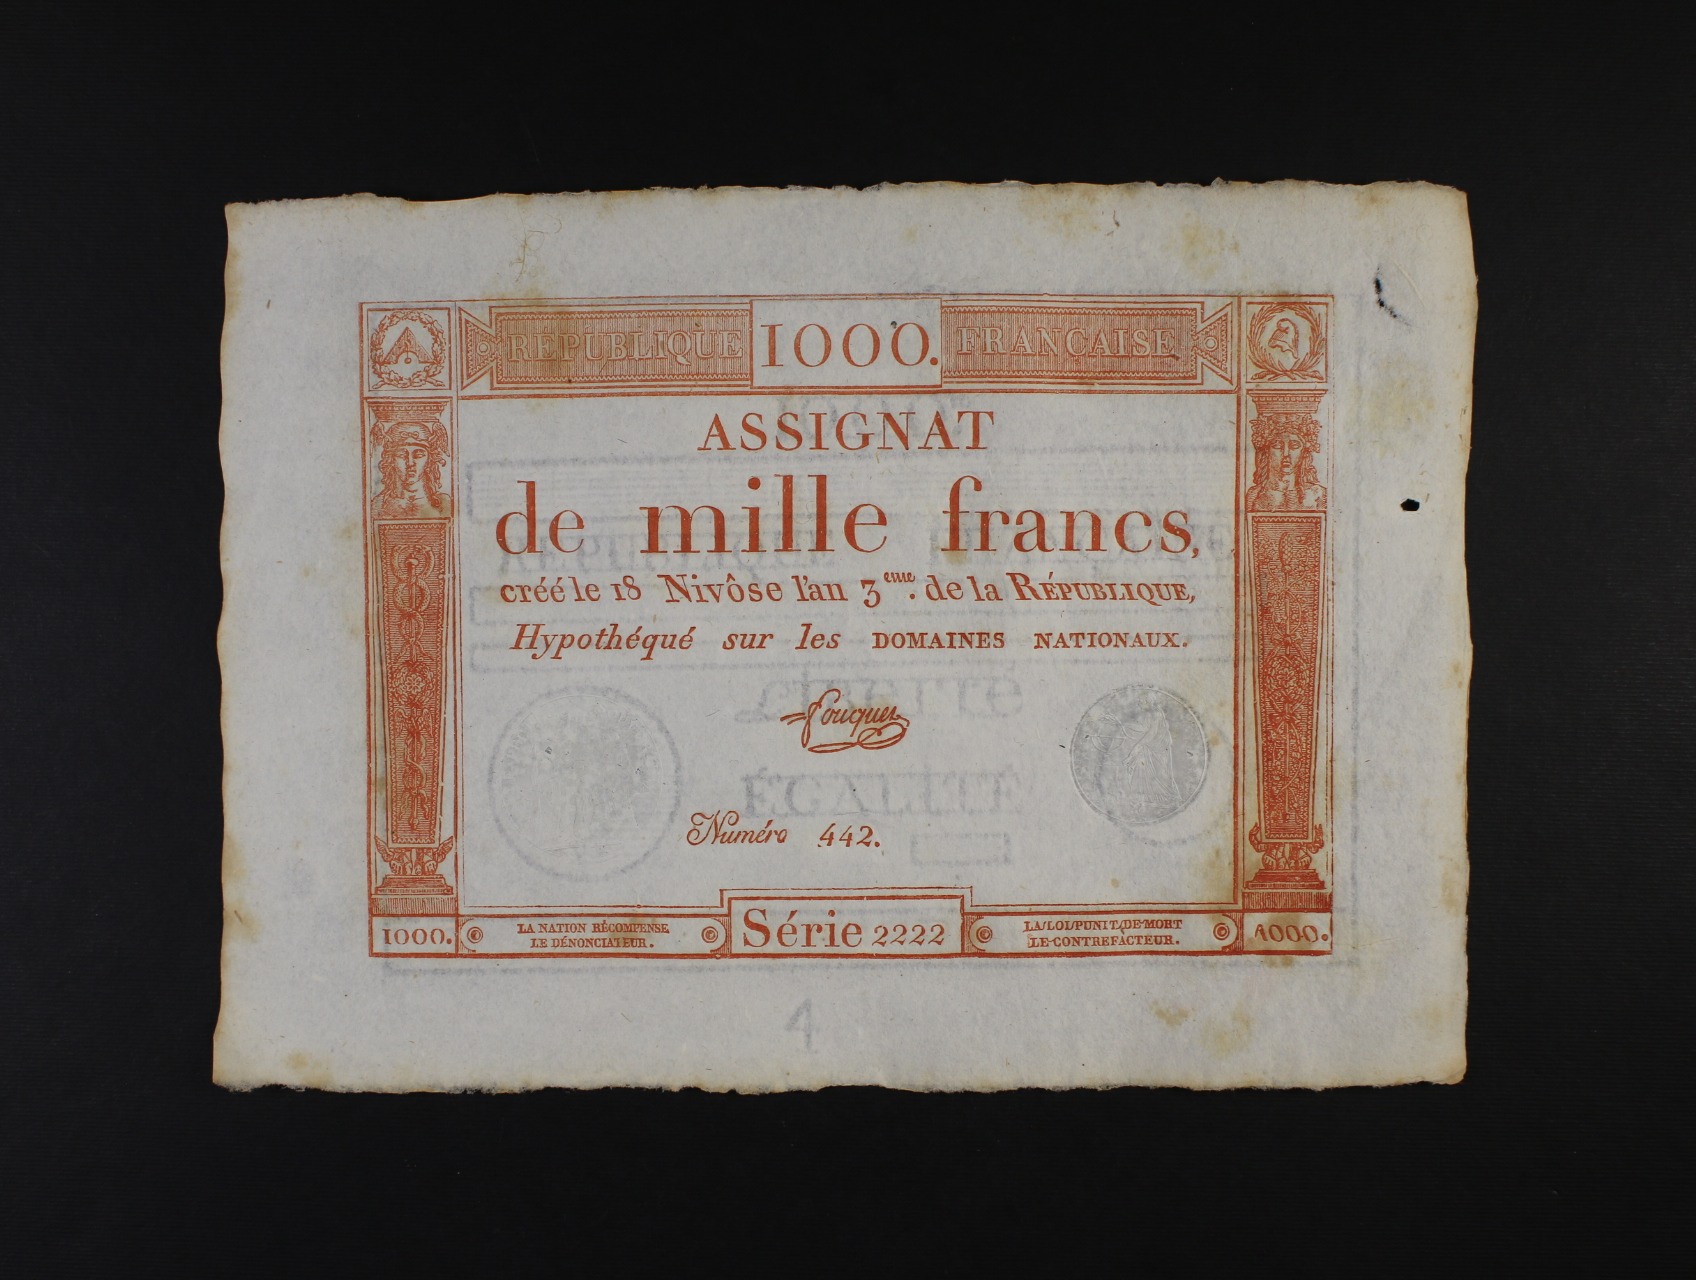 REPUBLIQUE 1000. FRANCAISE
ASSIGNAT
de mille francs,
créé le 18 Nivôse l'an 3eme. de la RÉPUBLIQUE,
Hypothéqué sur les DOMAINES NATIONAUX.
Fouquet
ÉGALITÉ
Numéro 442.
1000.
LA NATION RÉCOMPENSE
LE DÉNONCIATEUR.
Série 2222
LA LOI PUNIT DE MORT
LE CONTREFACTEUR.
1000.
4